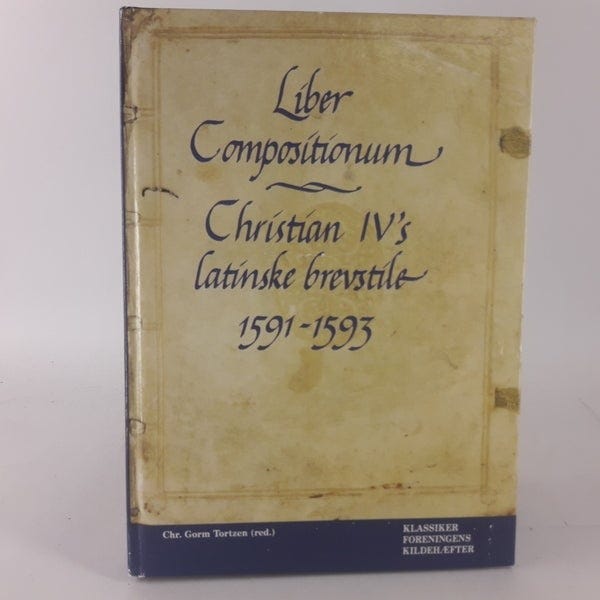 Liber
Compositionum
Christian IV's
latinske brevstile
1591-1593
Chr. Gorm Tortzen (red.)
KLASSIKER
FORENINGENS
KILDEHÆFTER